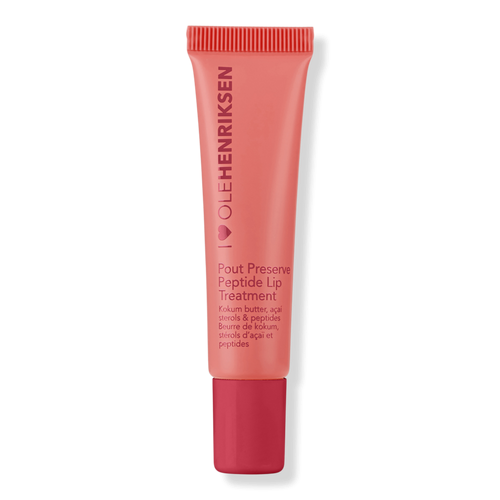 I ♥ OLEHENRIKSEN
Pout Preserve
Peptide Lip
Treatment
Kokum butter, açaí
sterols & peptides
Beurre de kokum,
stérols d'açaí et
peptides